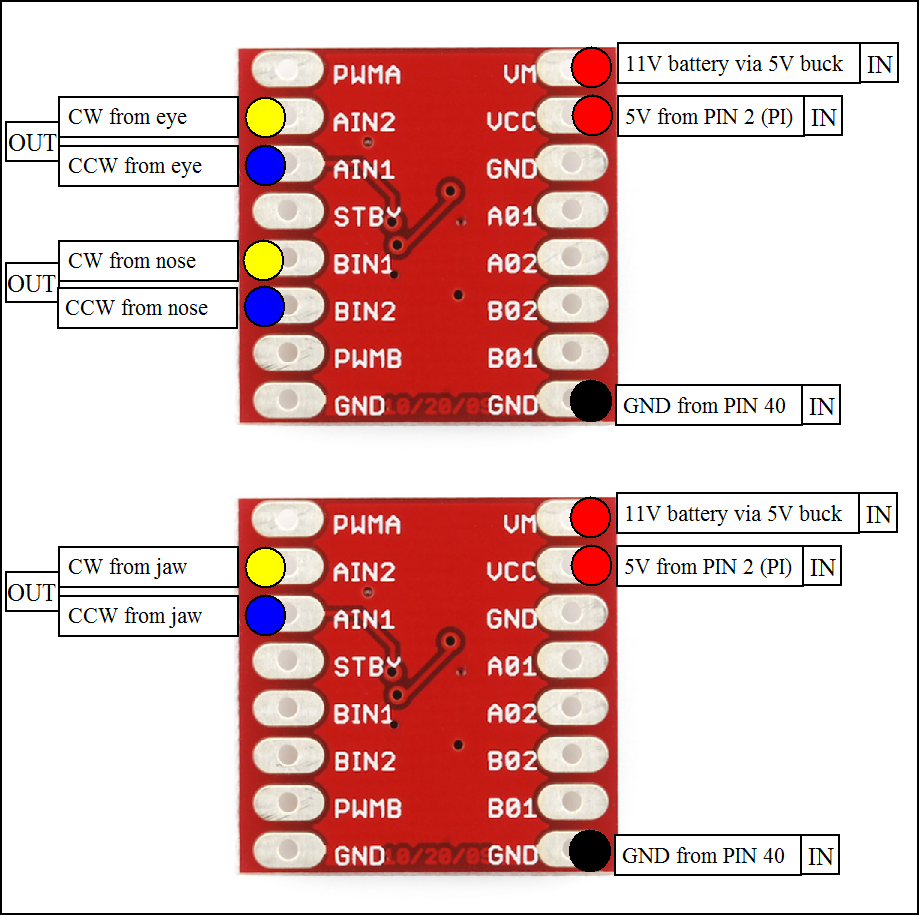 PWMA VM 11V battery via 5V buck IN
CW from eye AIN2 VCC 5V from PIN 2 (PI) IN
OUT
CCW from eye AIN1 GND
STBY A01
CW from nose BIN1 A02
OUT
CCW from nose BIN2 B02
PWMB B01
GND 10/20/09 GND GND from PIN 40 IN
PWMA VM 11V battery via 5V buck IN
CW from jaw AIN2 VCC 5V from PIN 2 (PI) IN
OUT
CCW from jaw AIN1 GND
STBY A01
BIN1 A02
BIN2 B02
PWMB B01
GND 10/20/09 GND GND from PIN 40 IN